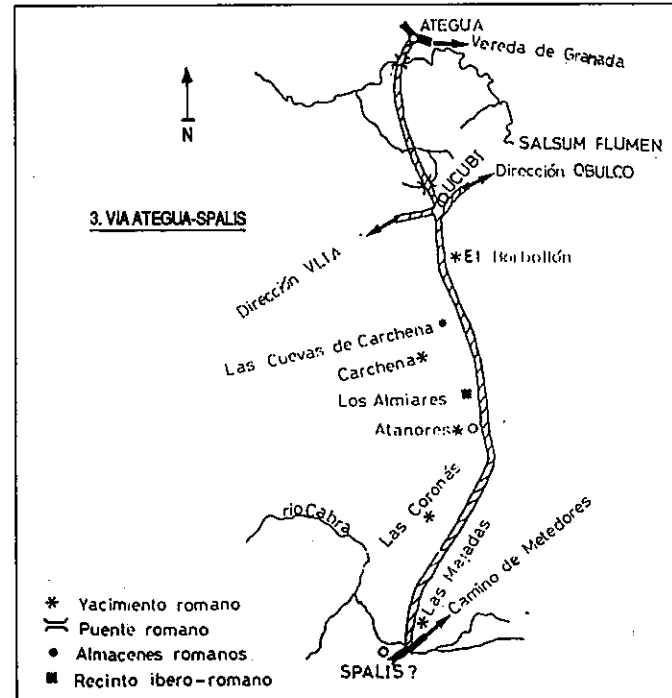 ATEGUA
Vereda de Granada
N
SALSUM FLUMEN
UCUBI
Dirección OBULCO
3. VIA ATEGUA-SPALIS
Dirección VLIA
El Borbollón
Las Cuevas de Carchena
Carchena
Los Almiares
Atanores
Las Coronás
rio Cabra
Las Majadas
Camino de Metedores
Yacimiento romano
Puente romano
Almacenes romanos
Recinto ibero-romano
SPALIS?